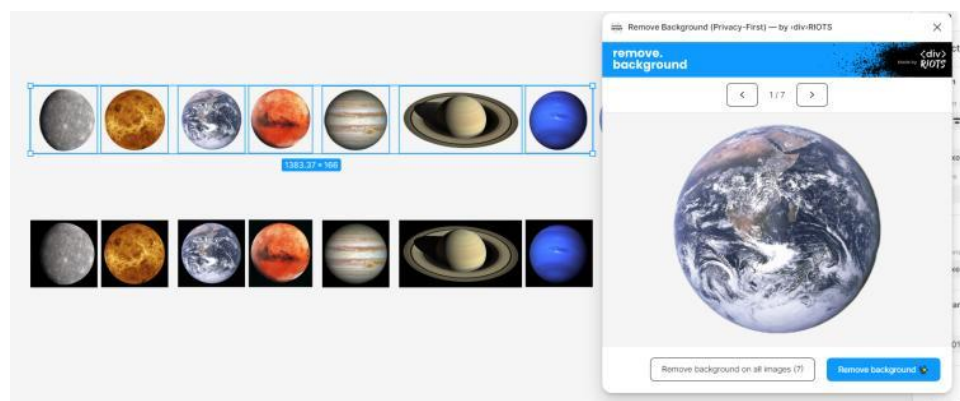 Remove Background (Privacy-First) — by ‹div›RIOTS
remove.
background
<div>
RIOTS
1 / 7
1383.37 × 166
Remove background on all images (7)
Remove background